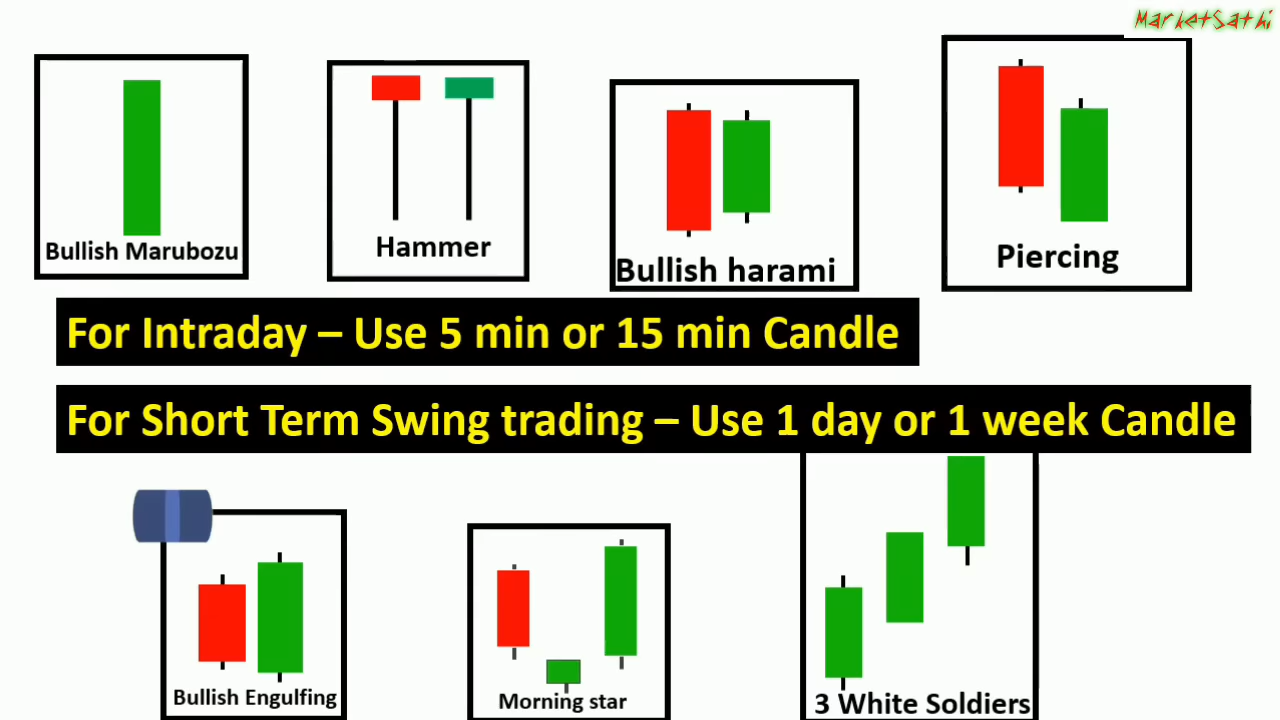 MarketSathi
Bullish Marubozu
Hammer
Bullish harami
Piercing
For Intraday – Use 5 min or 15 min Candle
For Short Term Swing trading – Use 1 day or 1 week Candle
Bullish Engulfing
Morning star
3 White Soldiers